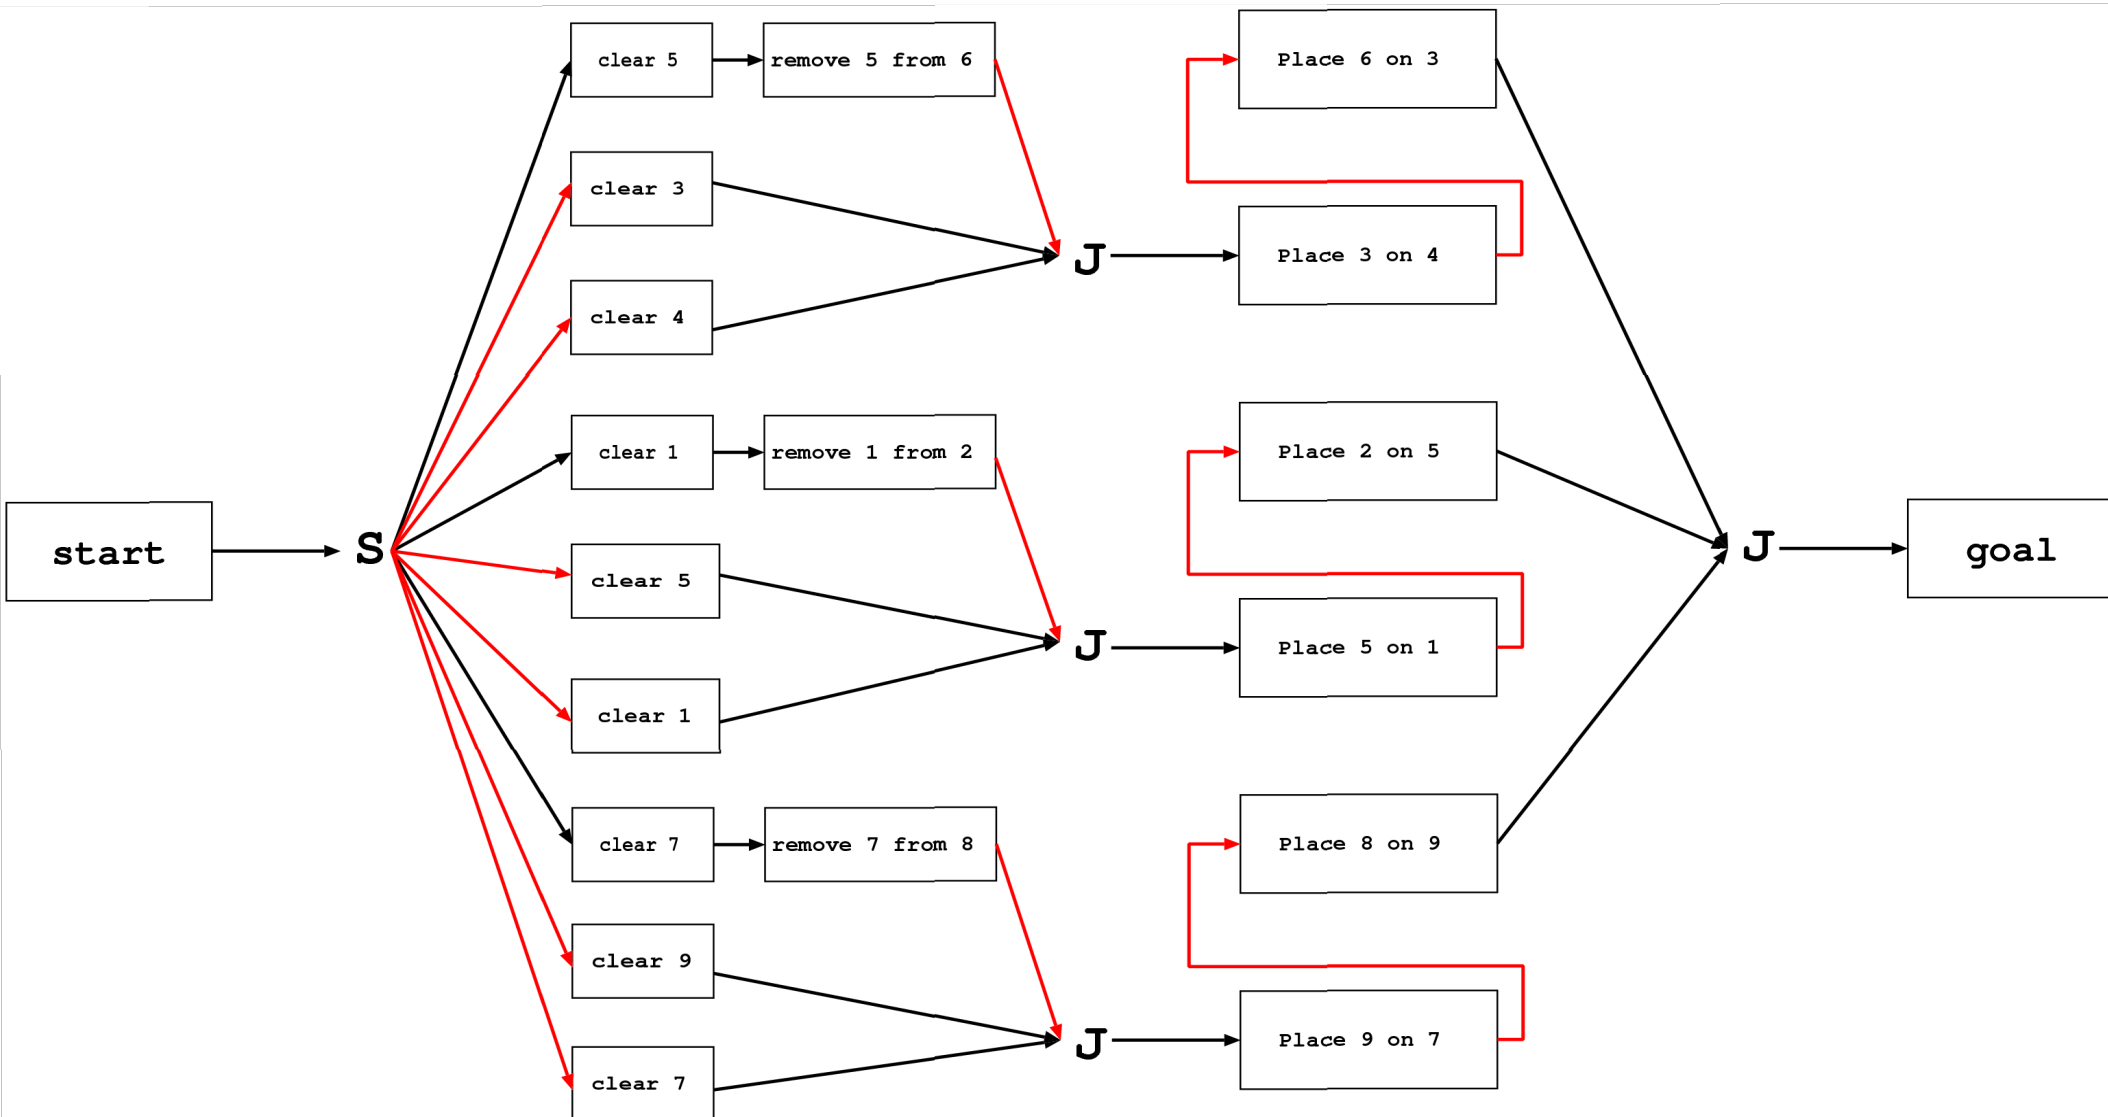 clear 5
remove 5 from 6
Place 6 on 3
clear 3
J
Place 3 on 4
clear 4
clear 1
remove 1 from 2
Place 2 on 5
start
S
clear 5
J
Place 5 on 1
J
goal
clear 1
clear 7
remove 7 from 8
Place 8 on 9
clear 9
J
Place 9 on 7
clear 7